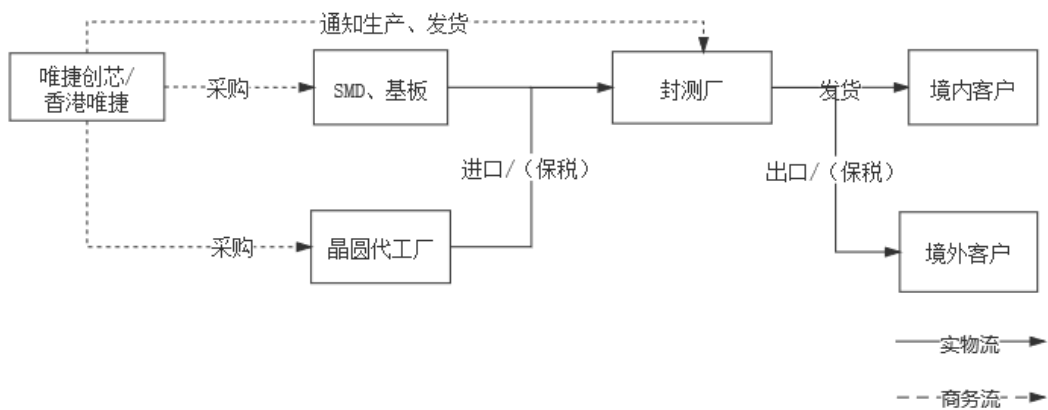 通知生产、发货
唯捷创芯/
香港唯捷
采购
SMD、基板
封测厂
发货
境内客户
进口/（保税）
出口/（保税）
采购
晶圆代工厂
境外客户
实物流
商务流